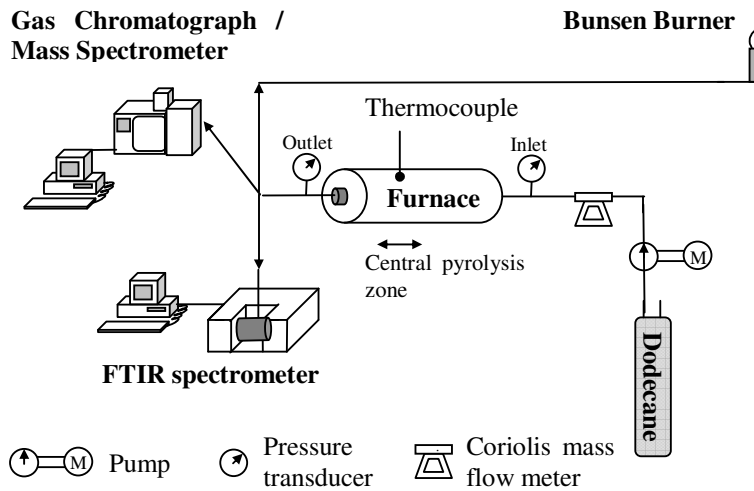 Gas Chromatograph /
Mass Spectrometer
Bunsen Burner
Thermocouple
Outlet
Inlet
Furnace
Central pyrolysis
zone
M
Dodecane
FTIR spectrometer
M
Pump
Pressure
transducer
Coriolis mass
flow meter